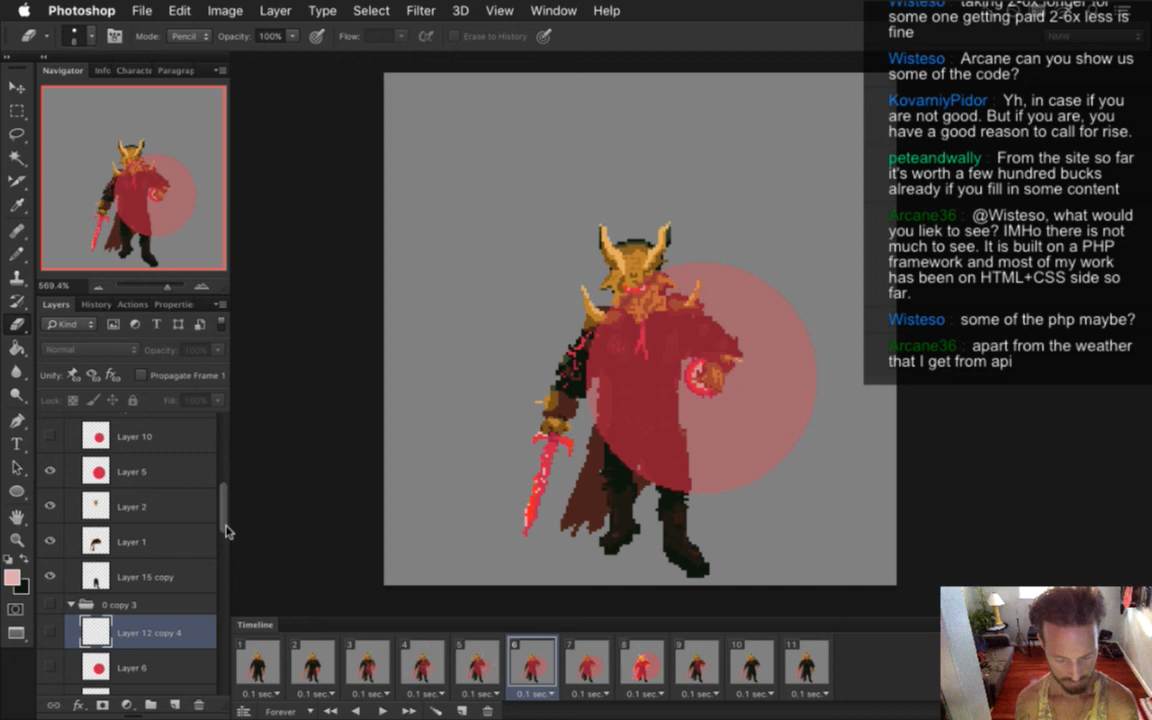 Photoshop File Edit Image Layer Type Select Filter 3D View Window Help
8 Mode: Pencil Opacity: 100% Flow: Erase to History
Navigator Info Charact Paragrap
569.4%
Layers History Actions Propertie
Kind
Normal Opacity: 100%
Unify: Propagate Frame 1
Lock: Fill: 100%
Layer 10
Layer 5
Layer 2
Layer 1
Layer 15 copy
0 copy 3
Layer 12 copy 4
Layer 6
some one getting paid 2-6x less is
fine
Wisteso : Arcane can you show us
some of the code?
KovarniyPidor : Yh, in case if you
are not good. But if you are, you
have a good reason to call for rise.
peteandwally : From the site so far
it's worth a few hundred bucks
already if you fill in some content
Arcane36 : @Wisteso, what would
you liek to see? IMHo there is not
much to see. It is built on a PHP
framework and most of my work
has been on HTML+CSS side so
far.
Wisteso : some of the php maybe?
Arcane36 : apart from the weather
that I get from api
Timeline
1 2 3 4 5 6 7 8 9 10 11
0.1 sec. 0.1 sec. 0.1 sec. 0.1 sec. 0.1 sec. 0.1 sec. 0.1 sec. 0.1 sec. 0.1 sec. 0.1 sec. 0.1 sec.
Forever